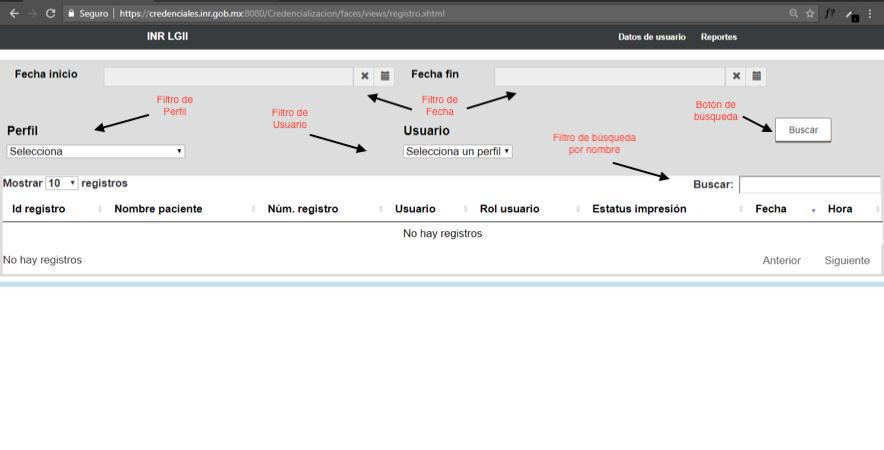 Seguro | https://credenciales.inr.gob.mx:8080/Credencializacion/faces/views/registro.xhtml
INR LGII Datos de usuario Reportes
Fecha inicio Fecha fin
Filtro de
Perfil
Filtro de
Usuario
Filtro de
Fecha
Botón de
búsqueda
Perfil Usuario Buscar
Filtro de búsqueda
por nombre
Selecciona Selecciona un perfil
Mostrar 10 registros Buscar:
Id registro Nombre paciente Núm. registro Usuario Rol usuario Estatus impresión Fecha Hora
No hay registros
No hay registros Anterior Siguiente